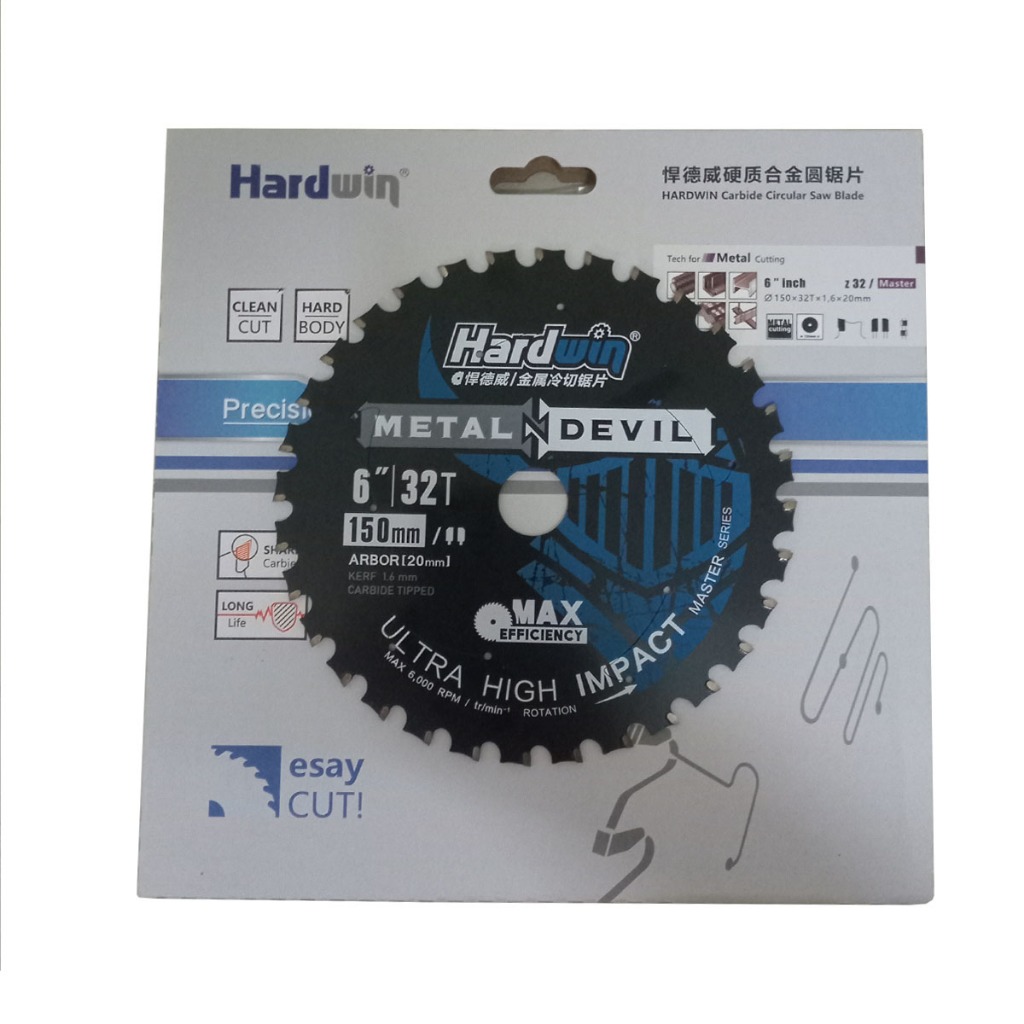 Hardwin®
悍德威硬质合金圆锯片
HARDWIN Carbide Circular Saw Blade
Tech for Metal Cutting
6" inch z 32 / Master
Ø150×32T×1,6×20mm
METAL cutting
CLEAN CUT
HARD BODY
Precisi
Hardwin®
悍德威/金属冷切锯片
METAL DEVIL
6" 32T
150mm /
ARBOR [20mm]
KERF 1.6 mm
CARBIDE TIPPED
MAX
EFFICIENCY
ULTRA HIGH IMPACT MASTER SERIES
MAX 6,000 RPM / tr/min⁻¹ ROTATION
SHAR
Carbi
LONG
Life
esay
CUT!